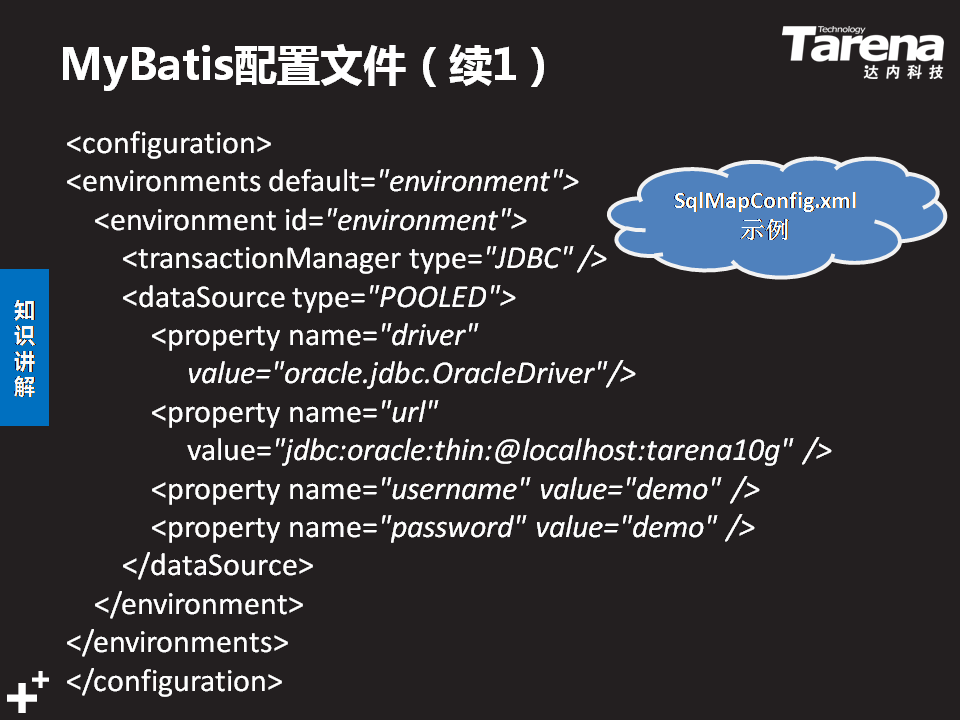 MyBatis配置文件（续1）
Technology
Tarena
达内科技
<configuration>
<environments default="environment">
<environment id="environment">
<transactionManager type="JDBC" />
<dataSource type="POOLED">
<property name="driver"
value="oracle.jdbc.OracleDriver"/>
<property name="url"
value="jdbc:oracle:thin:@localhost:tarena10g" />
<property name="username" value="demo" />
<property name="password" value="demo" />
</dataSource>
</environment>
</environments>
</configuration>
SqlMapConfig.xml
示例
知
识
讲
解